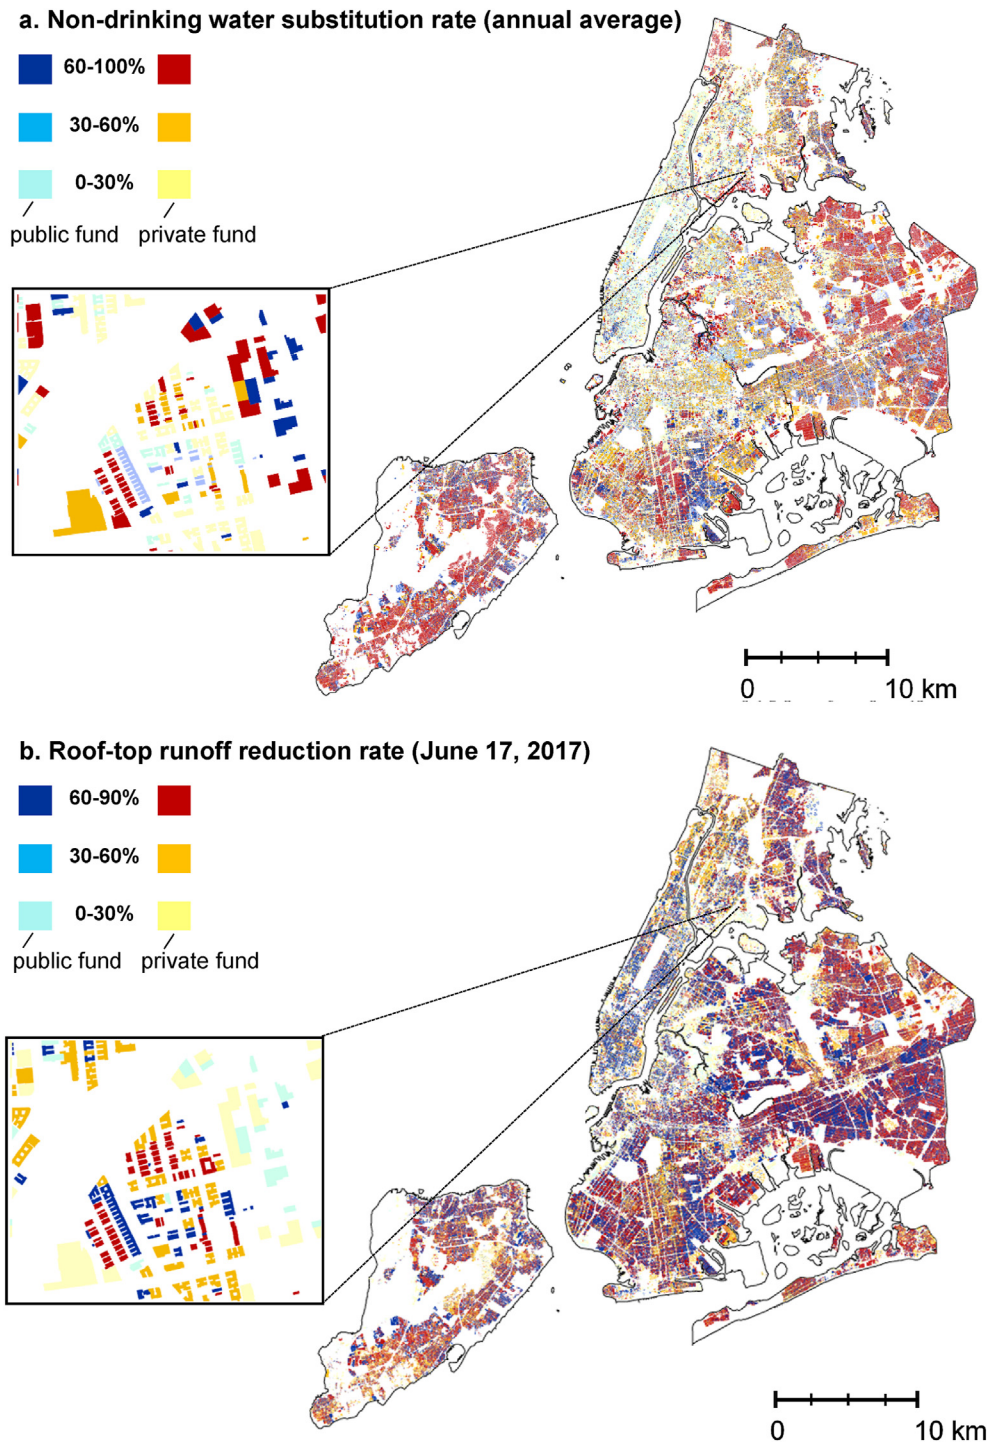 a. Non-drinking water substitution rate (annual average)
60-100%
30-60%
0-30%
public fund private fund
0 10 km
b. Roof-top runoff reduction rate (June 17, 2017)
60-90%
30-60%
0-30%
public fund private fund
0 10 km